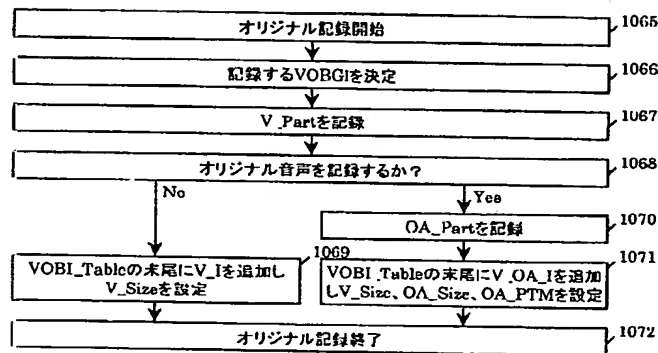 オリジナル記録開始
1065
記録するVOBGIを決定
1066
V_Partを記録
1067
オリジナル音声を記録するか？
1068
No
Yes
OA_Partを記録
1070
1069
VOBI_Tableの末尾にV_Iを追加し
V_Sizeを設定
1071
VOBI_Tableの末尾にV_OA_Iを追加
しV_Size、OA_Size、OA_PTMを設定
オリジナル記録終了
1072